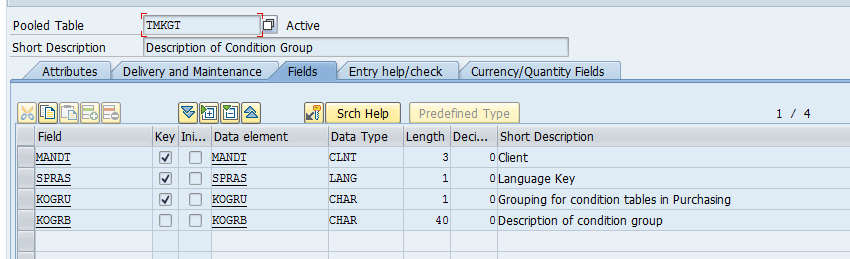 Pooled Table TMKGT Active
Short Description Description of Condition Group
Attributes Delivery and Maintenance Fields Entry help/check Currency/Quantity Fields
Srch Help Predefined Type 1 / 4
Field Key Ini... Data element Data Type Length Deci... Short Description
MANDT MANDT CLNT 3 0 Client
SPRAS SPRAS LANG 1 0 Language Key
KOGRU KOGRU CHAR 1 0 Grouping for condition tables in Purchasing
KOGRB KOGRB CHAR 40 0 Description of condition group